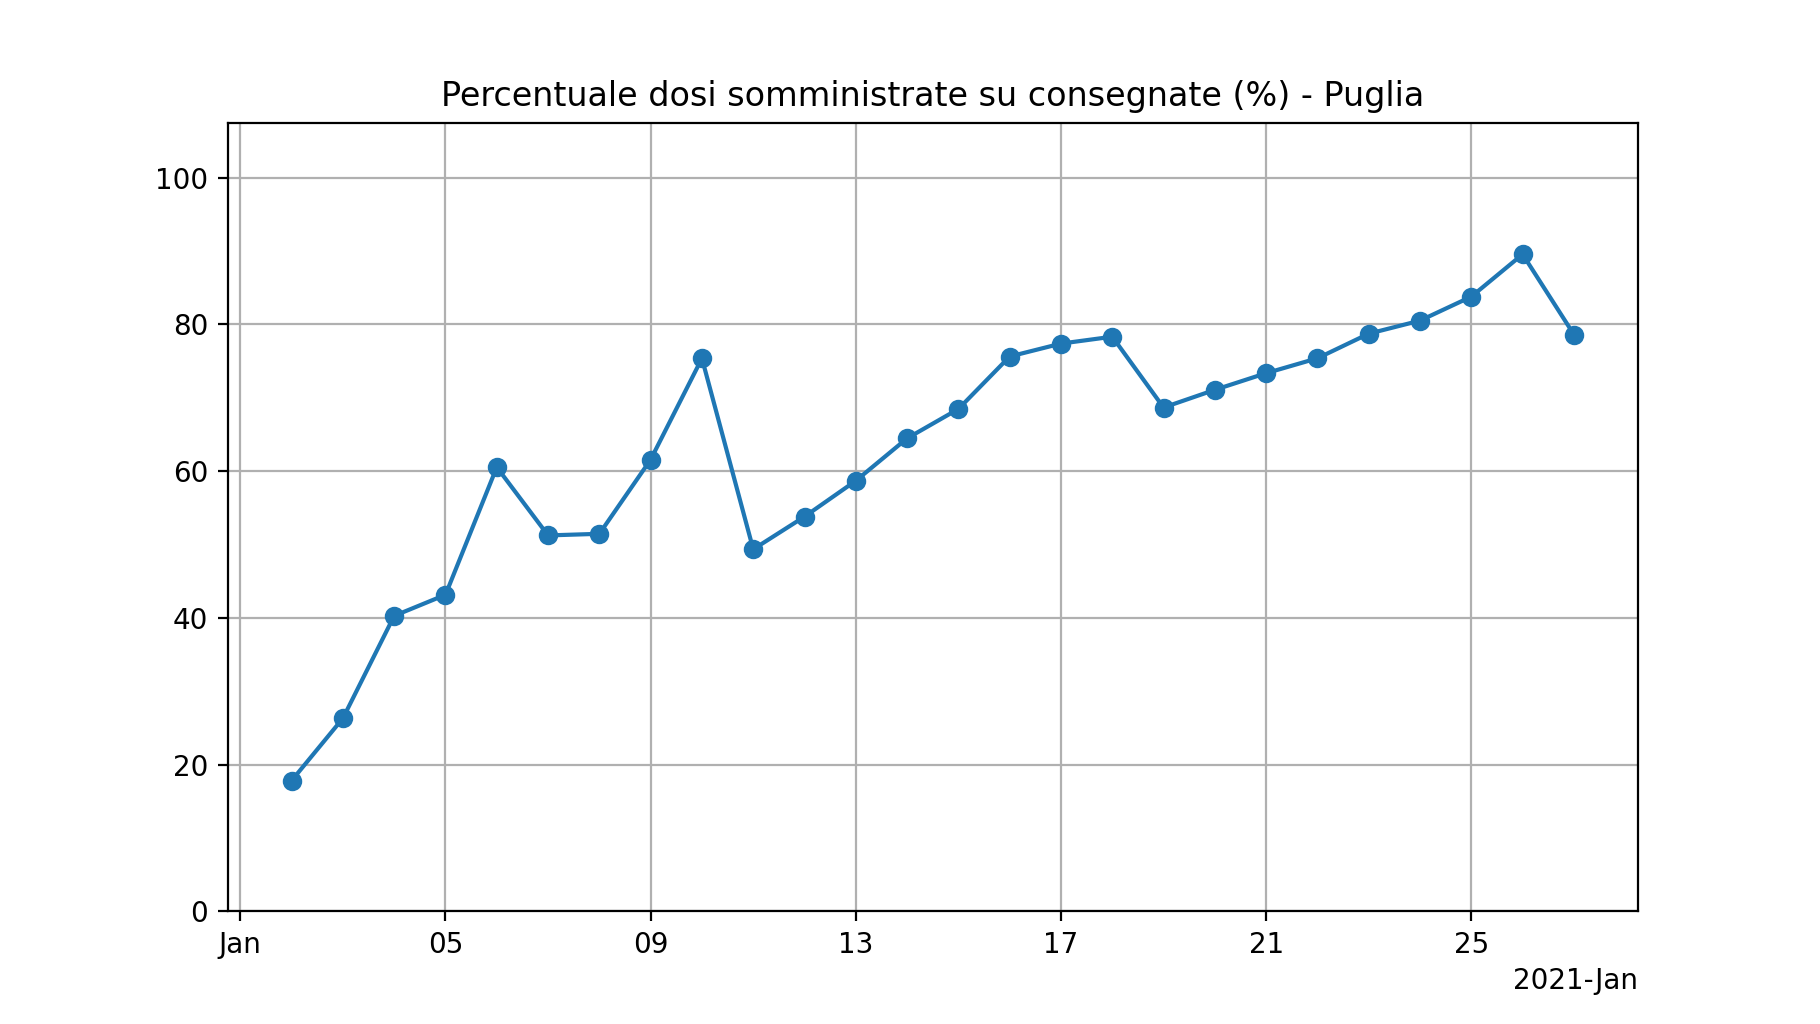 Percentuale dosi somministrate su consegnate (%) - Puglia
100
80
60
40
20
0
Jan 05 09 13 17 21 25
2021-Jan